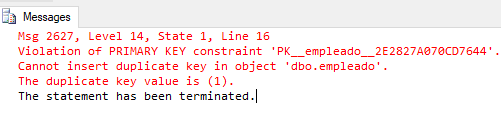 Messages
Msg 2627, Level 14, State 1, Line 16
Violation of PRIMARY KEY constraint 'PK__empleado__2E2827A070CD7644'.
Cannot insert duplicate key in object 'dbo.empleado'.
The duplicate key value is (1).
The statement has been terminated.